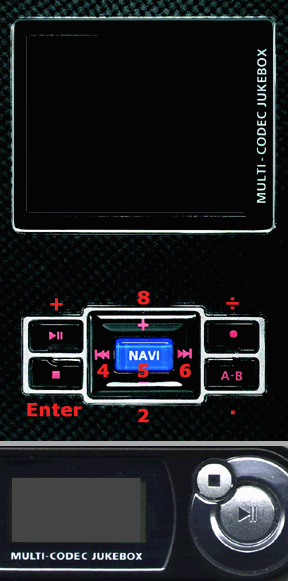 MULTI-CODEC JUKEBOX
+ 8 ÷
+
NAVI
4 5 6
A-B
Enter 2 .
MULTI-CODEC JUKEBOX